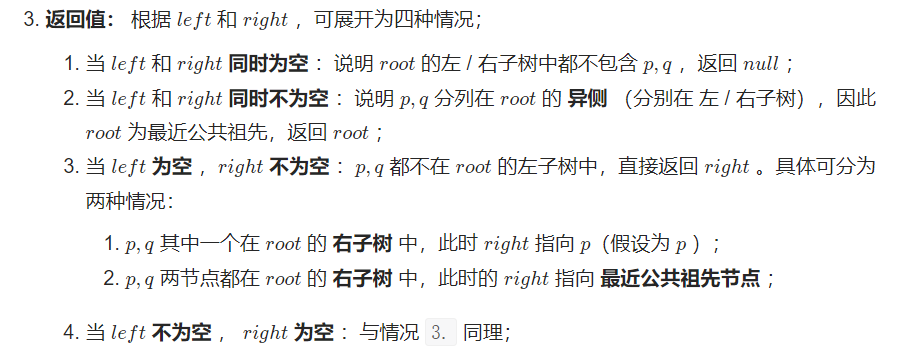 3. 返回值： 根据 left 和 right ，可展开为四种情况；
1. 当 left 和 right 同时为空 ：说明 root 的左 / 右子树中都不包含 p, q ，返回 null ；
2. 当 left 和 right 同时不为空 ：说明 p, q 分列在 root 的 异侧 （分别在 左 / 右子树），因此
root 为最近公共祖先，返回 root ；
3. 当 left 为空 ，right 不为空 ：p, q 都不在 root 的左子树中，直接返回 right 。具体可分为
两种情况：
1. p, q 其中一个在 root 的 右子树 中，此时 right 指向 p（假设为 p ）；
2. p, q 两节点都在 root 的 右子树 中，此时的 right 指向 最近公共祖先节点 ；
4. 当 left 不为空 ， right 为空 ：与情况 3. 同理；